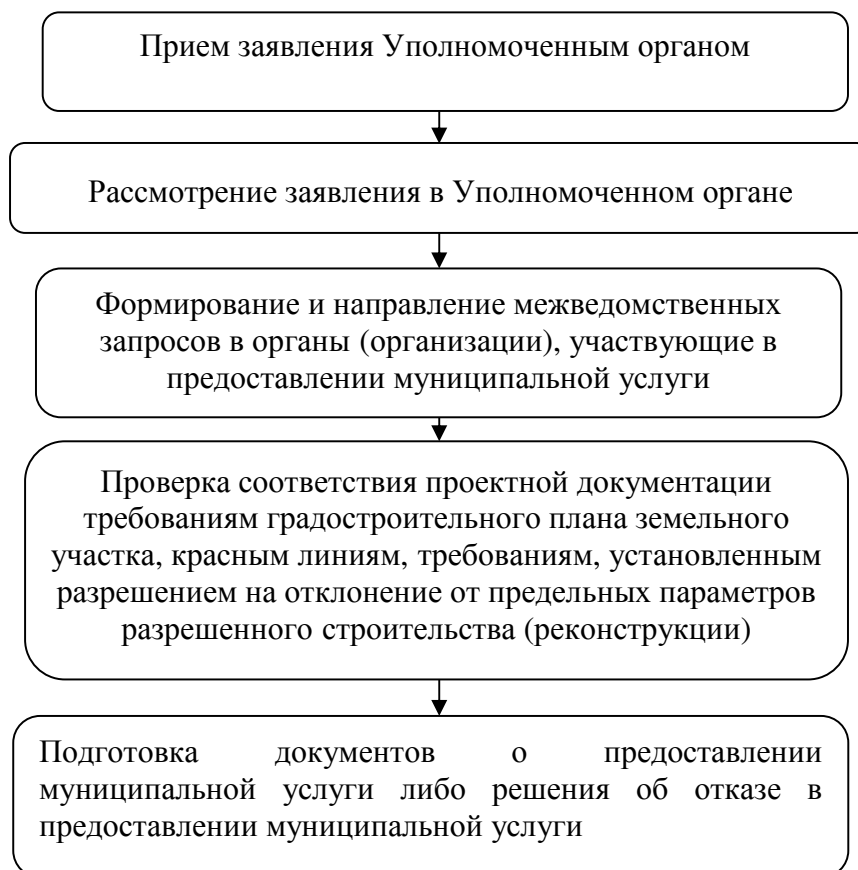 Прием заявления Уполномоченным органом
Рассмотрение заявления в Уполномоченном органе
Формирование и направление межведомственных
запросов в органы (организации), участвующие в
предоставлении муниципальной услуги
Проверка соответствия проектной документации
требованиям градостроительного плана земельного
участка, красным линиям, требованиям, установленным
разрешением на отклонение от предельных параметров
разрешенного строительства (реконструкции)
Подготовка документов о предоставлении
муниципальной услуги либо решения об отказе в
предоставлении муниципальной услуги